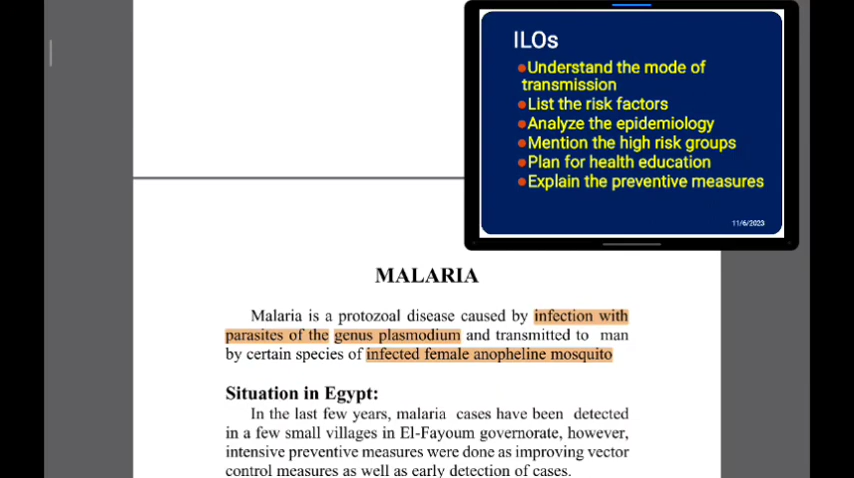 ILOs
•Understand the mode of
transmission
•List the risk factors
•Analyze the epidemiology
•Mention the high risk groups
•Plan for health education
•Explain the preventive measures
11/6/2023
MALARIA
Malaria is a protozoal disease caused by infection with
parasites of the genus plasmodium and transmitted to man
by certain species of infected female anopheline mosquito
Situation in Egypt:
In the last few years, malaria cases have been detected
in a few small villages in El-Fayoum governorate, however,
intensive preventive measures were done as improving vector
control measures as well as early detection of cases.